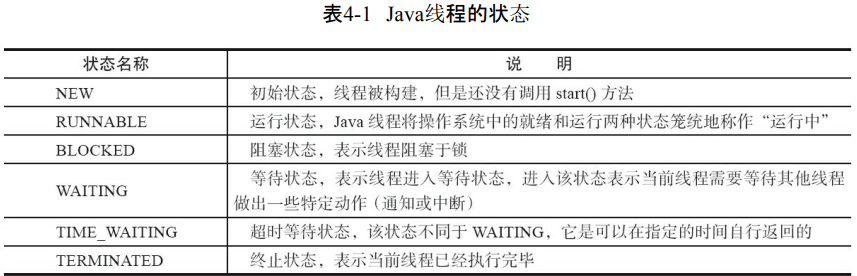 表4-1 Java线程的状态
状态名称 说 明
NEW 初始状态，线程被构建，但是还没有调用 start() 方法
RUNNABLE 运行状态，Java 线程将操作系统中的就绪和运行两种状态笼统地称作“运行中”
BLOCKED 阻塞状态，表示线程阻塞于锁
WAITING 等待状态，表示线程进入等待状态，进入该状态表示当前线程需要等待其他线程
做出一些特定动作（通知或中断）
TIME_WAITING 超时等待状态，该状态不同于 WAITING，它是可以在指定的时间自行返回的
TERMINATED 终止状态，表示当前线程已经执行完毕